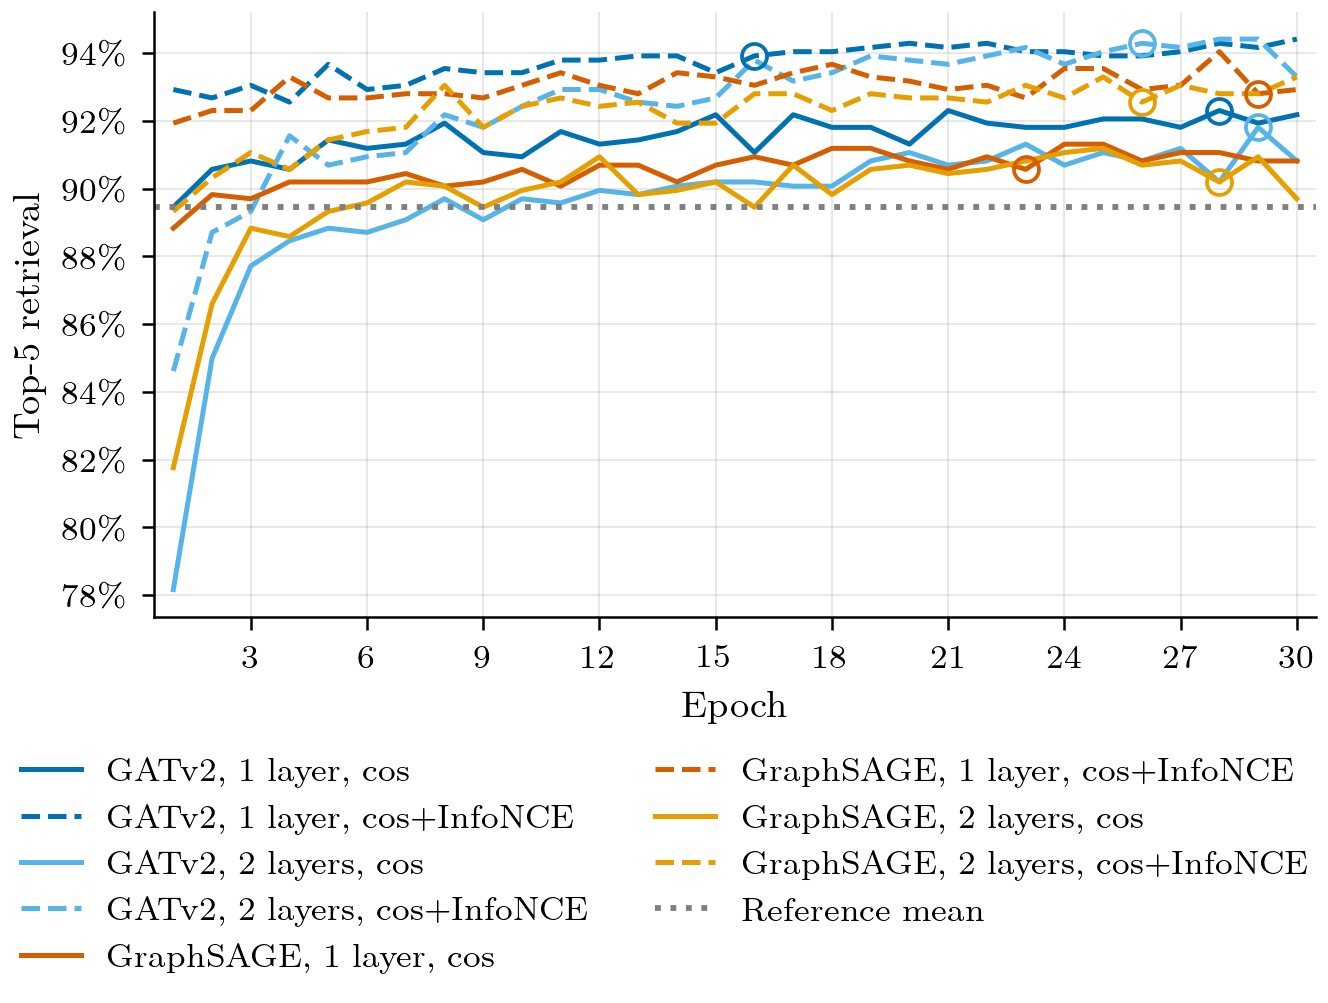 94%
92%
90%
88%
86%
84%
82%
80%
78%
Top-5 retrieval
3 6 9 12 15 18 21 24 27 30
Epoch
GATv2, 1 layer, cos
GATv2, 1 layer, cos+InfoNCE
GATv2, 2 layers, cos
GATv2, 2 layers, cos+InfoNCE
GraphSAGE, 1 layer, cos
GraphSAGE, 1 layer, cos+InfoNCE
GraphSAGE, 2 layers, cos
GraphSAGE, 2 layers, cos+InfoNCE
Reference mean